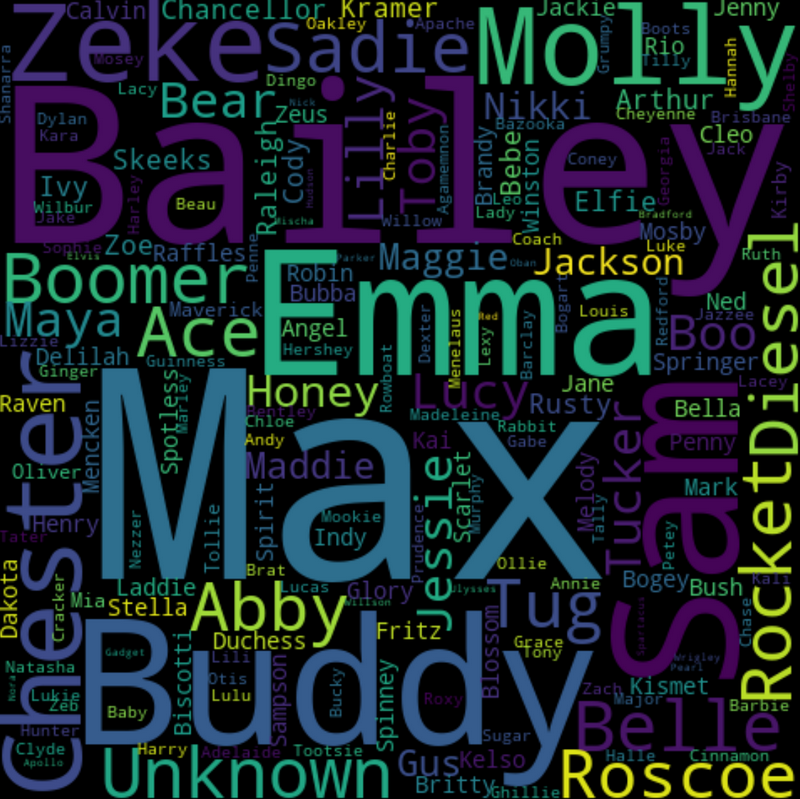 Calvin
Chancellor
Kramer
Jackie
Jenny
Zeke
Sadie
Molly
Oakley
Apache
Grumpy
Boots
Rio
Tilly
Hannah
Mosey
Shanarra
Lacy
Bear
Dingo
Nick
Zeus
Lilly
Charlie
Toby
Nikki
Arthur
Shelby
Bailey
Dylan
Kara
Skeeks
Raleigh
Cody
Hudson
Agamemnon
Brandy
Bebe
Bazooka
Winston
Cheyenne
Brisbane
Cleo
Jack
Coney
Georgia
Kirby
Ivy
Wilbur
Jake
Harley
Beau
Mischa
Willow
Leo
Lady
Elfie
Bradford
Mosby
Luke
Sophie
Elvis
Zoe
Raffles
Penne
Parker
Maggie
Oban
Coach
Jackson
Ruth
Boomer
Emma
Robin
Bubba
Bogart
Louis
Redford
Ned
Jazzee
Diesel
Maya
Maverick
Ace
Angel
Hershey
Dexter
Menelaus
Red
Lexy
Barclay
Boo
Springer
Lizzie
Delilah
Guinness
Ginger
Rowboat
Jane
Lacey
Raven
Chester
Max
Spotless
Marley
Honey
Bentley
Lucy
Madeleine
Rusty
Bella
Mencken
Chloe
Andy
Kai
Rabbit
Gabe
Tucker
Sam
Penny
Oliver
Maddie
Jessie
Scarlet
Murphy
Melody
Tally
Mark
Henry
Tater
Nezzer
Tollie
Spirit
Mookie
Indy
Prudence
Petey
Rocket
Dakota
Cracker
Brat
Ollie
Laddie
Lucas
Glory
Willson
Ulysses
Annie
Bogey
Bush
Kali
Mia
Stella
Abby
Tug
Chase
Spartacus
Duchess
Fritz
Blossom
Grace
Tony
Buddy
Gadget
Biscotti
Lili
Otis
Lulu
Sampson
Bucky
Spinney
Roxy
Wrigley
Pearl
Natasha
Nora
Lukie
Zeb
Baby
Zach
Kismet
Major
Barbie
Hunter
Clyde
Apollo
Harry
Adelaide
Tootsie
Sugar
Belle
Unknown
Gus
Kelso
Britty
Ghillie
Halle
Cinnamon
Roscoe